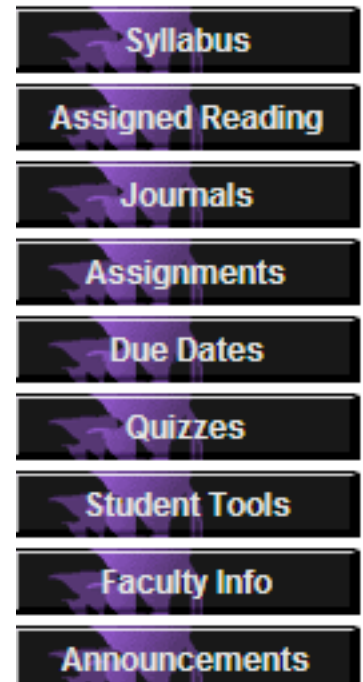 Syllabus
Assigned Reading
Journals
Assignments
Due Dates
Quizzes
Student Tools
Faculty Info
Announcements